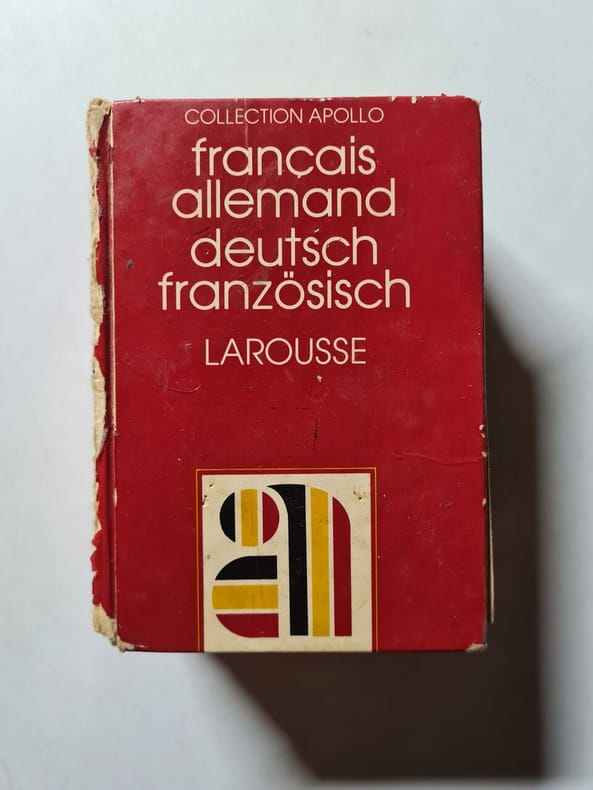 COLLECTION APOLLO
français
allemand
deutsch
französisch
LAROUSSE
a